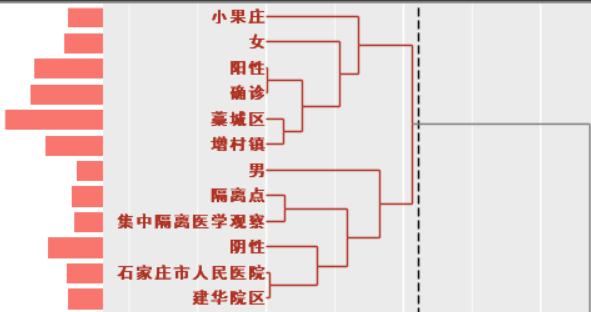 小果庄
女
阳性
确诊
藁城区
增村镇
男
隔离点
集中隔离医学观察
阴性
石家庄市人民医院
建华院区